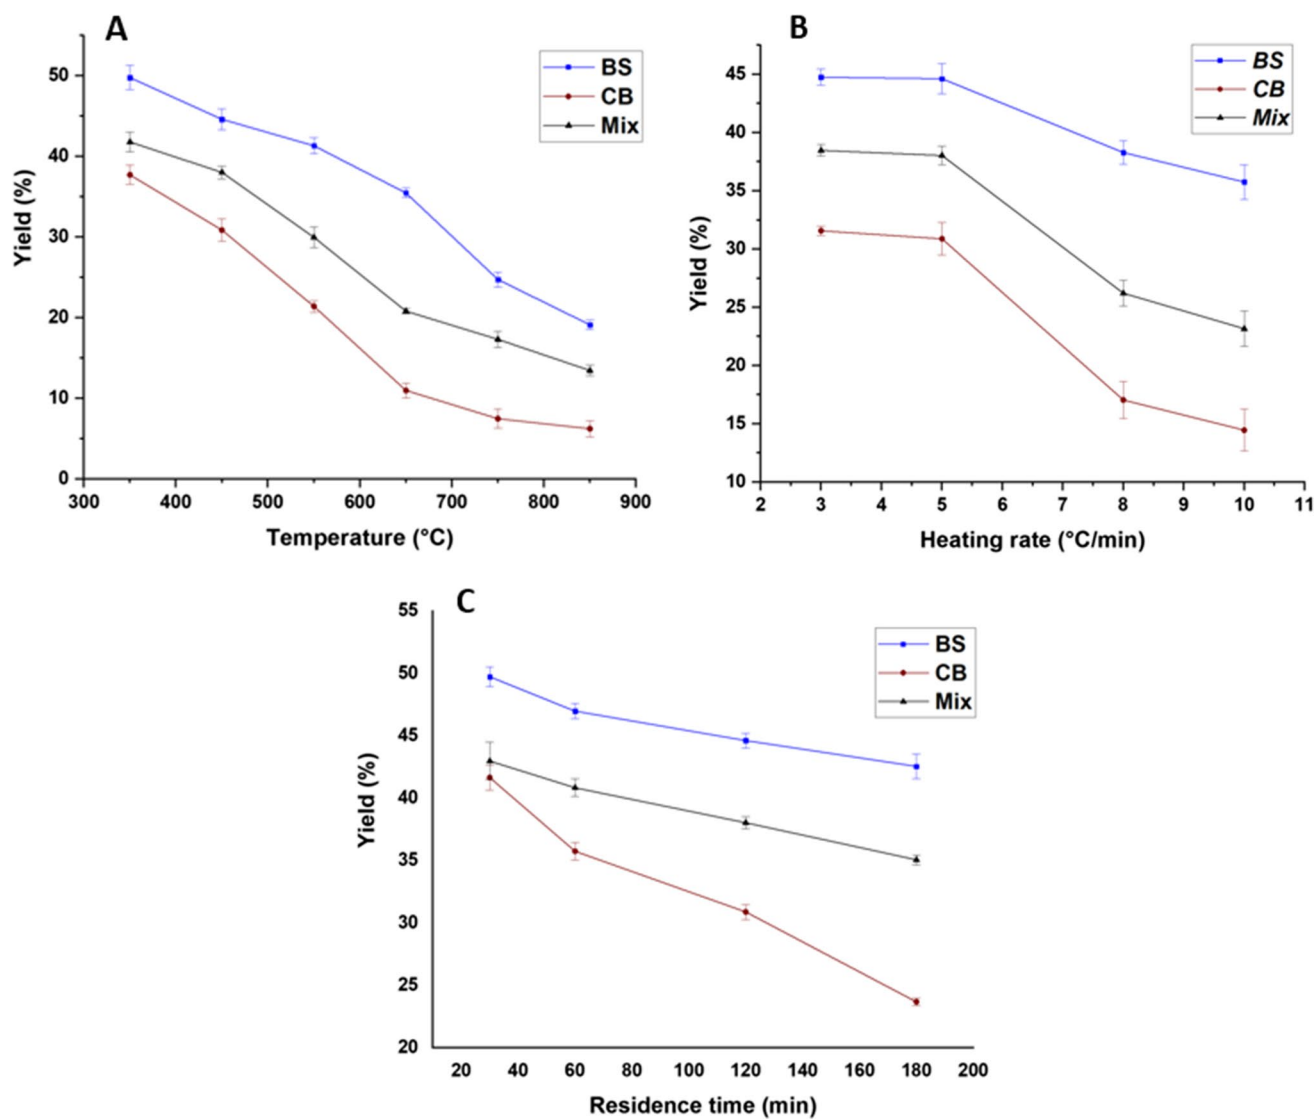 A
BS
CB
Mix
50
40
30
20
10
0
Yield (%)
300 400 500 600 700 800 900
Temperature (°C)
B
BS
CB
Mix
45
40
35
30
25
20
15
10
Yield (%)
2 3 4 5 6 7 8 9 10 11
Heating rate (°C/min)
C
BS
CB
Mix
55
50
45
40
35
30
25
20
Yield (%)
20 40 60 80 100 120 140 160 180 200
Residence time (min)